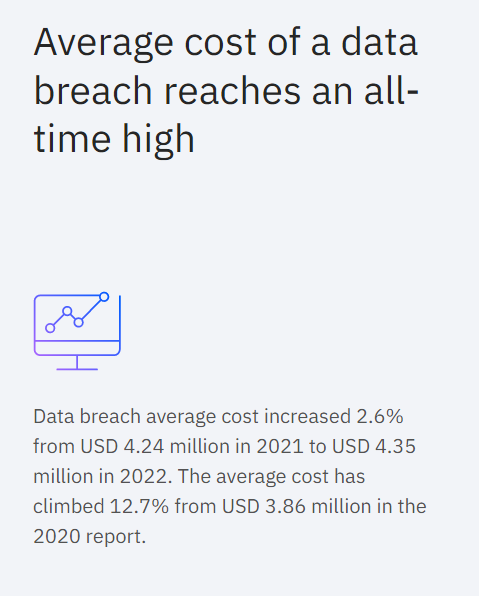 Average cost of a data
breach reaches an all-
time high
Data breach average cost increased 2.6%
from USD 4.24 million in 2021 to USD 4.35
million in 2022. The average cost has
climbed 12.7% from USD 3.86 million in the
2020 report.